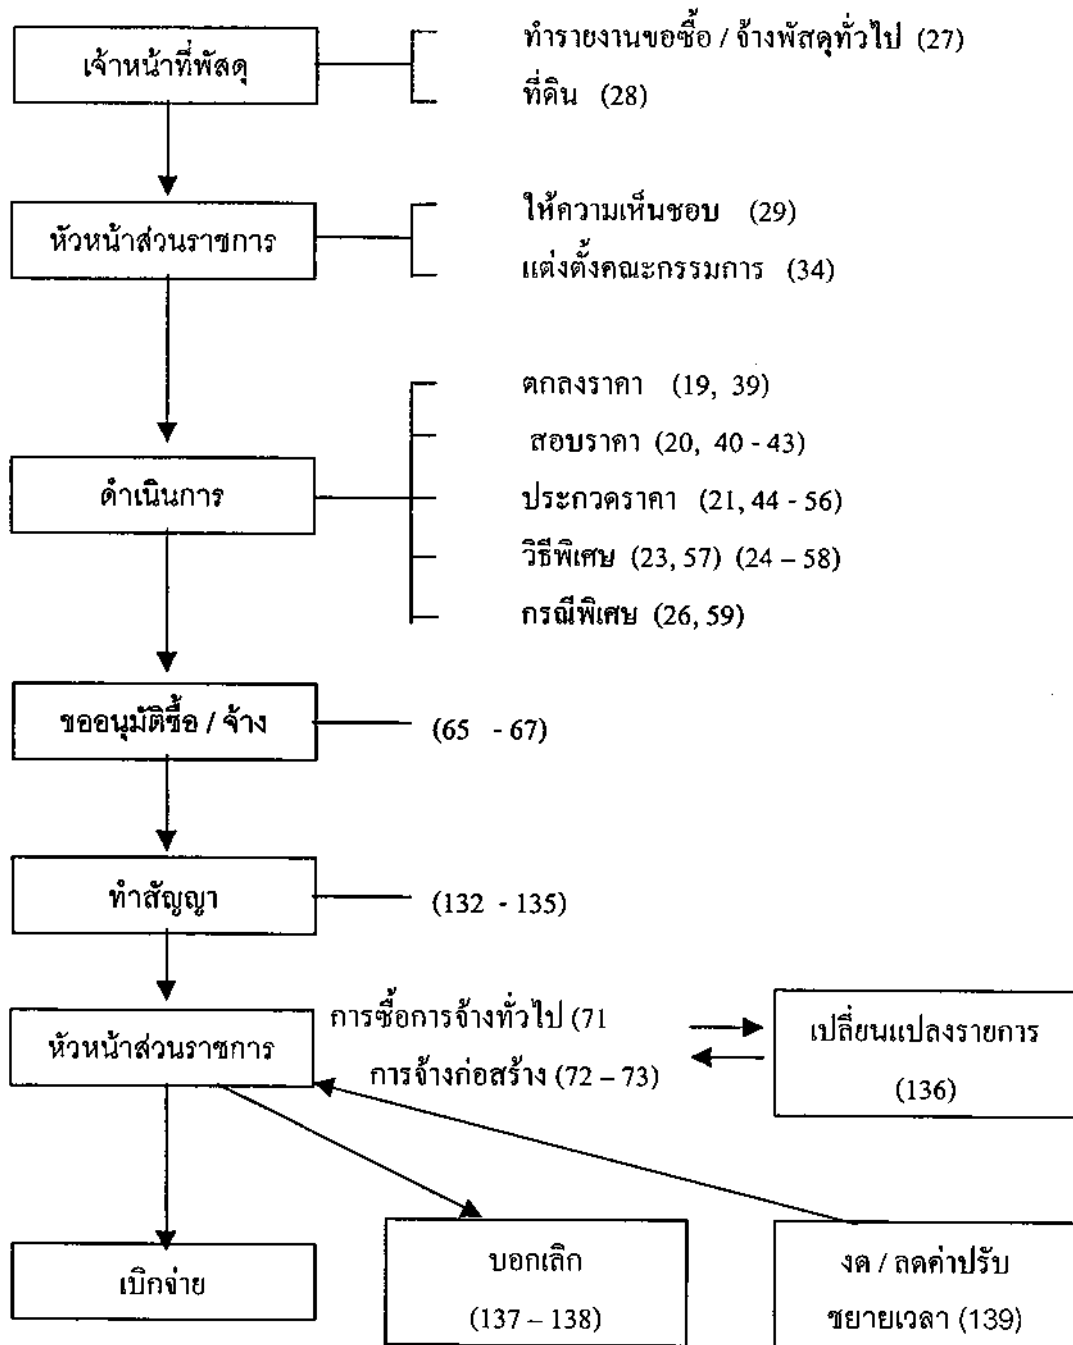 เจ้าหน้าที่พัสดุ
ทำรายงานขอซื้อ / จ้างพัสดุทั่วไป (27)
ที่ดิน (28)
หัวหน้าส่วนราชการ
ให้ความเห็นชอบ (29)
แต่งตั้งคณะกรรมการ (34)
ดำเนินการ
ตกลงราคา (19, 39)
สอบราคา (20, 40 - 43)
ประกวดราคา (21, 44 - 56)
วิธีพิเศษ (23, 57) (24 – 58)
กรณีพิเศษ (26, 59)
ขออนุมัติซื้อ / จ้าง
(65 - 67)
ทำสัญญา
(132 - 135)
หัวหน้าส่วนราชการ
การซื้อการจ้างทั่วไป (71
การจ้างก่อสร้าง (72 – 73)
เปลี่ยนแปลงรายการ
(136)
เบิกจ่าย
บอกเลิก
(137 – 138)
งด / ลดค่าปรับ
ขยายเวลา (139)